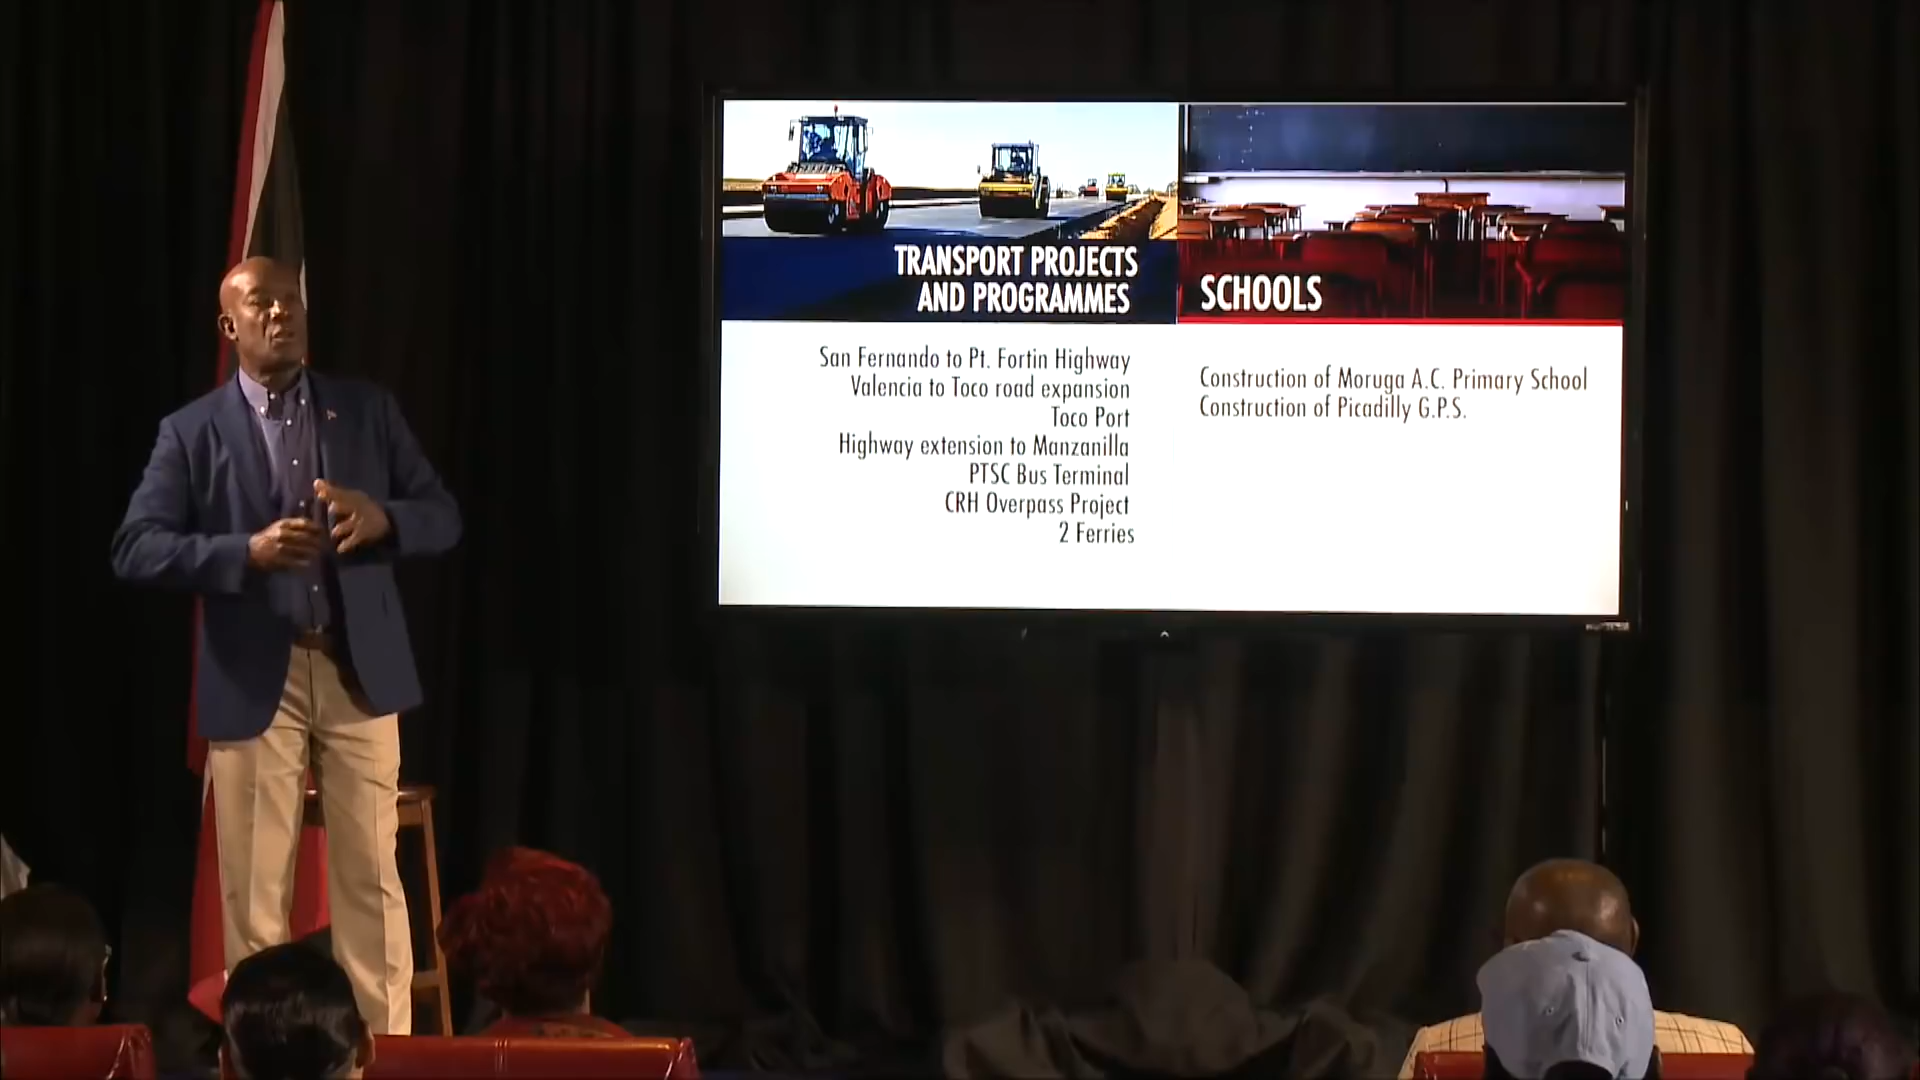 TRANSPORT PROJECTS
AND PROGRAMMES
San Fernando to Pt. Fortin Highway
Valencia to Toco road expansion
Toco Port
Highway extension to Manzanilla
PTSC Bus Terminal
CRH Overpass Project
2 Ferries
SCHOOLS
Construction of Moruga A.C. Primary School
Construction of Picadilly G.P.S.